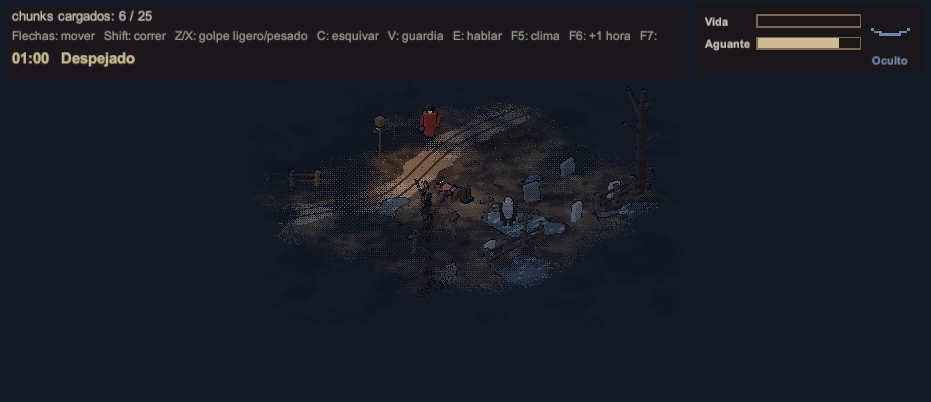 chunks cargados: 6 / 25
Flechas: mover   Shift: correr   Z/X: golpe ligero/pesado   C: esquivar   V: guardia   E: hablar   F5: clima   F6: +1 hora   F7:
01:00   Despejado
Vida
Aguante
Oculto